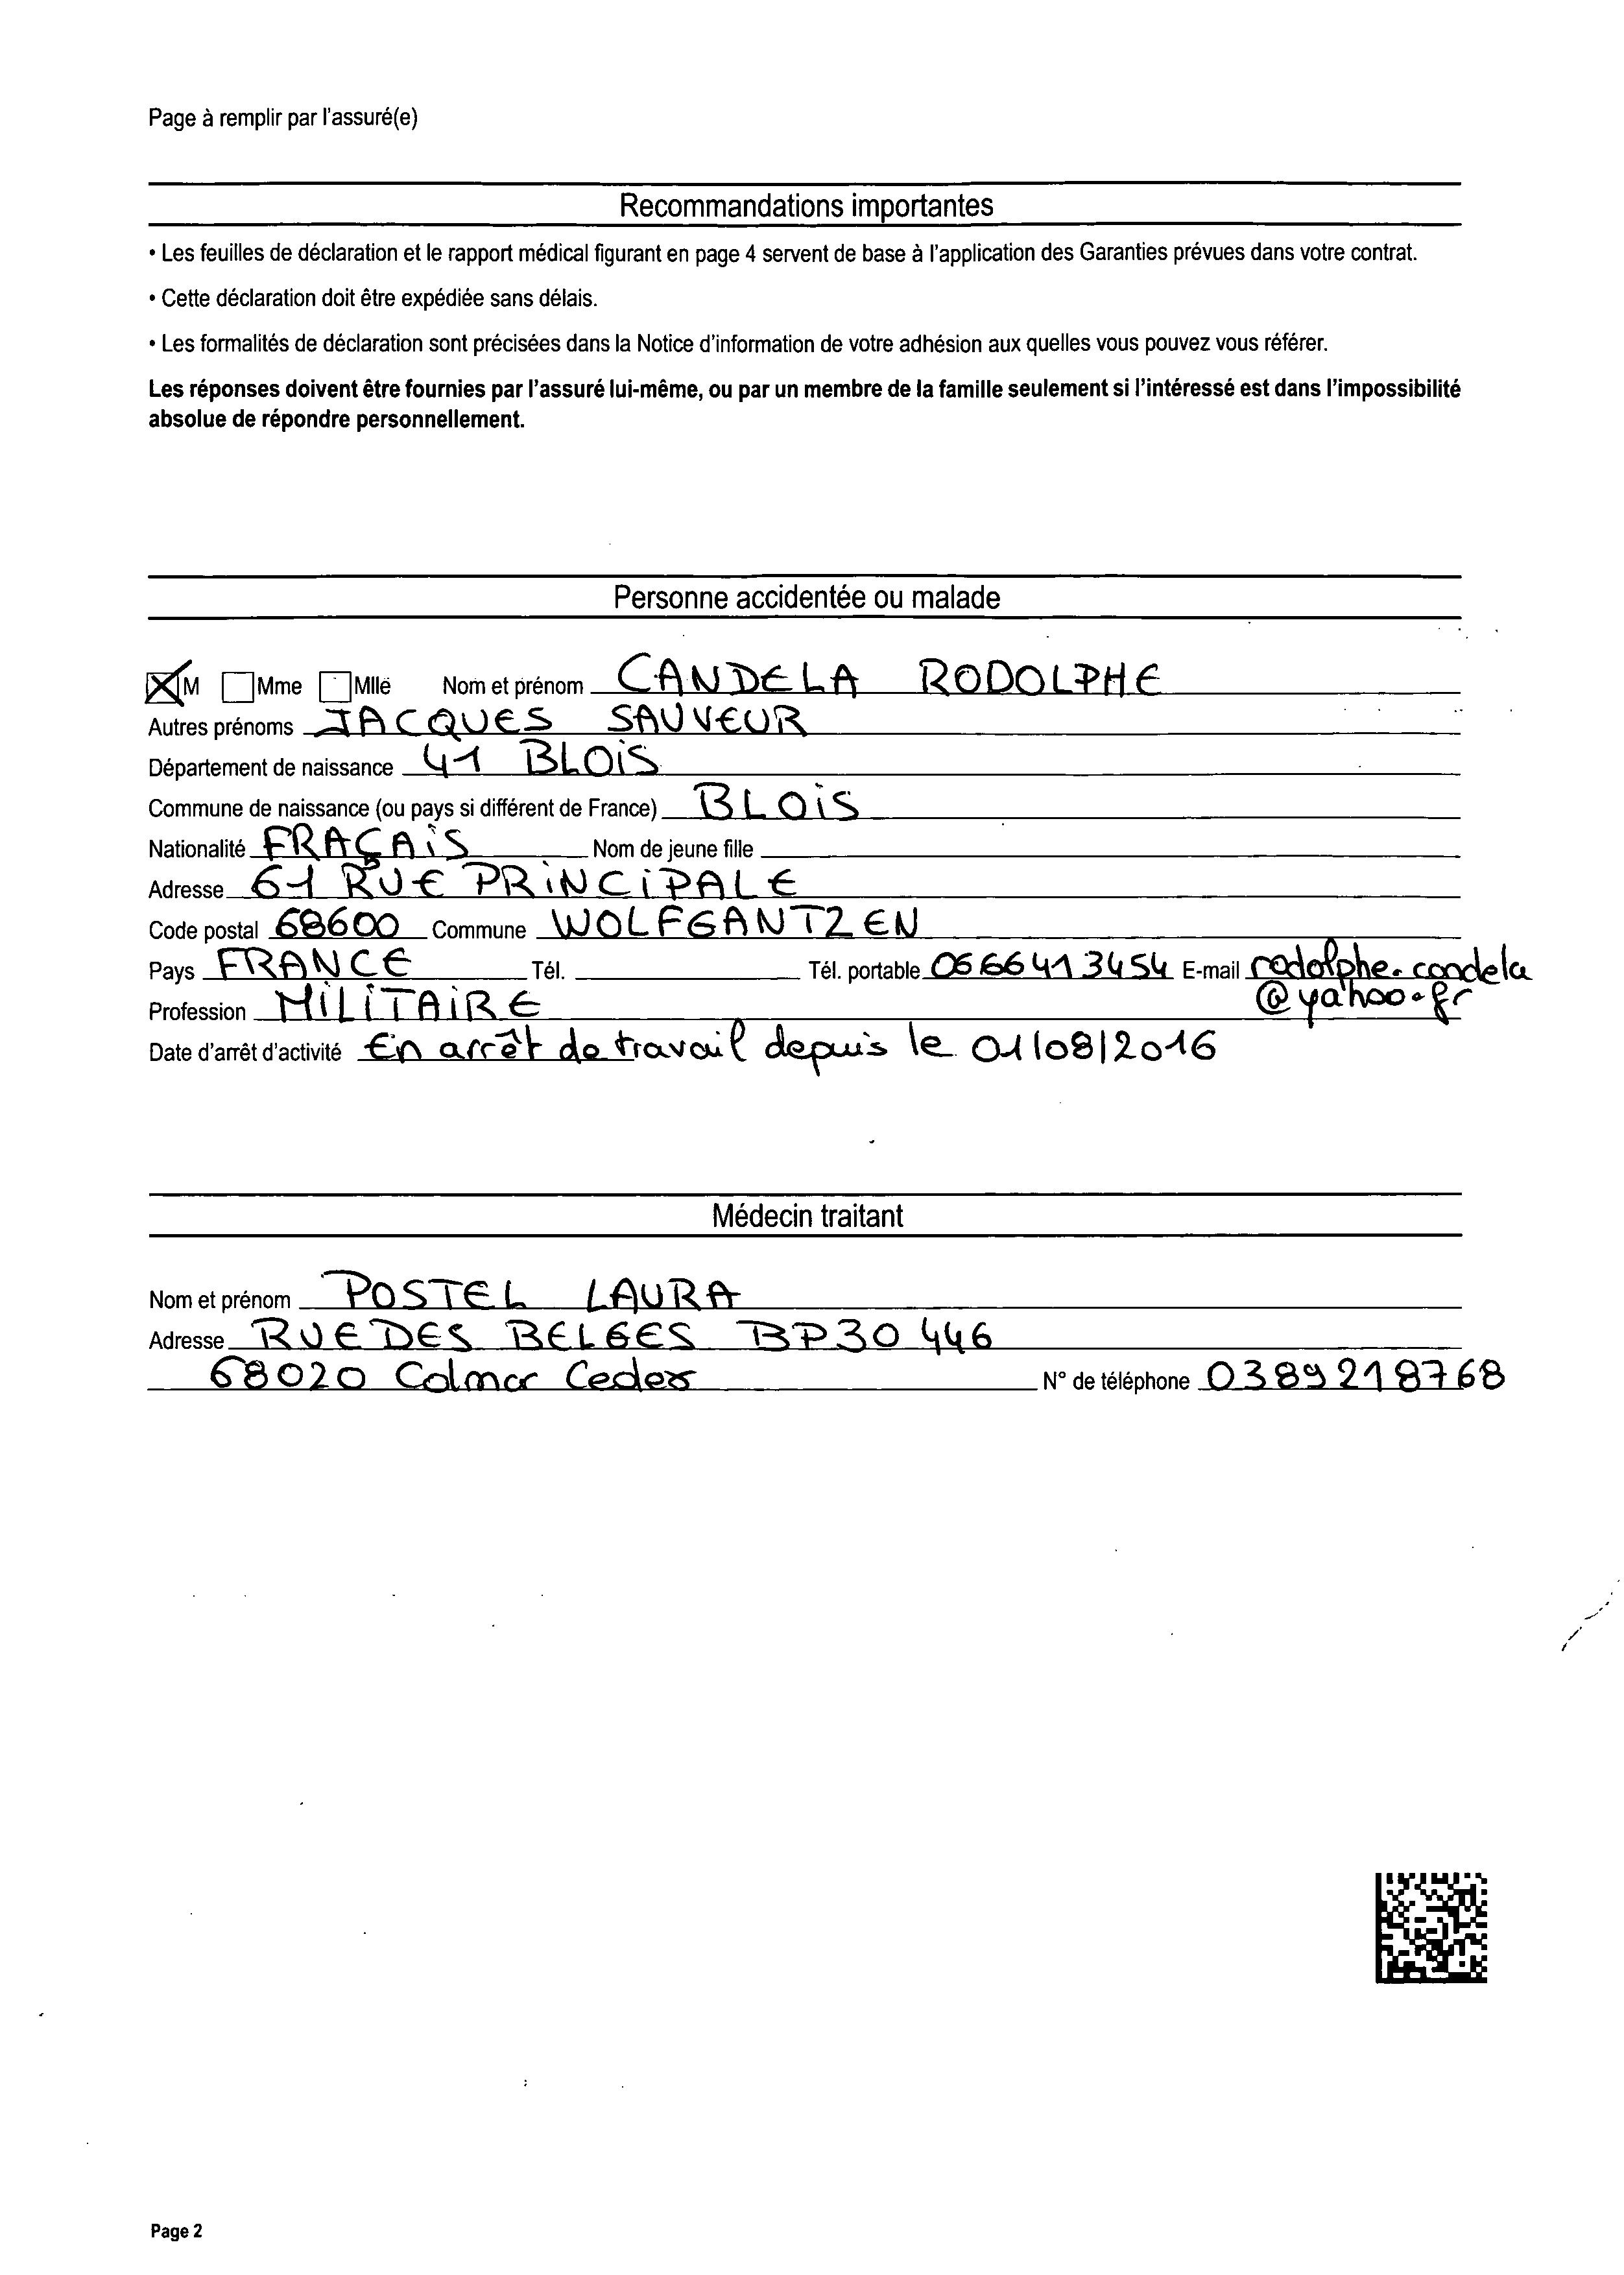 Page à remplir par l'assuré(e)
Recommandations importantes
• Les feuilles de déclaration et le rapport médical figurant en page 4 servent de base à l'application des Garanties prévues dans votre contrat.
• Cette déclaration doit être expédiée sans délais.
• Les formalités de déclaration sont précisées dans la Notice d'information de votre adhésion aux quelles vous pouvez vous référer.
Les réponses doivent être fournies par l'assuré lui-même, ou par un membre de la famille seulement si l'intéressé est dans l'impossibilité
absolue de répondre personnellement.
Personne accidentée ou malade
M Mme Mlle Nom et prénom CANDELA RODOLPHE
Autres prénoms JACQUES SAUVEUR
Département de naissance 41 BLOIS
Commune de naissance (ou pays si différent de France) BLOIS
Nationalité FRAÇAIS Nom de jeune fille
Adresse 61 RUE PRINCIPALE
Code postal 68600 Commune WOLFGANTZEN
Pays FRANCE Tél. Tél. portable 0666413454 E-mail rodolphe.candela
@yahoo.fr
Profession MILITAIRE
Date d'arrêt d'activité En arrêt de travail depuis le 01/08/2016
Médecin traitant
Nom et prénom POSTEL LAURA
Adresse RUE DES BELGES BP30 446
68020 Colmar Cedex N° de téléphone 0389218768
Page 2